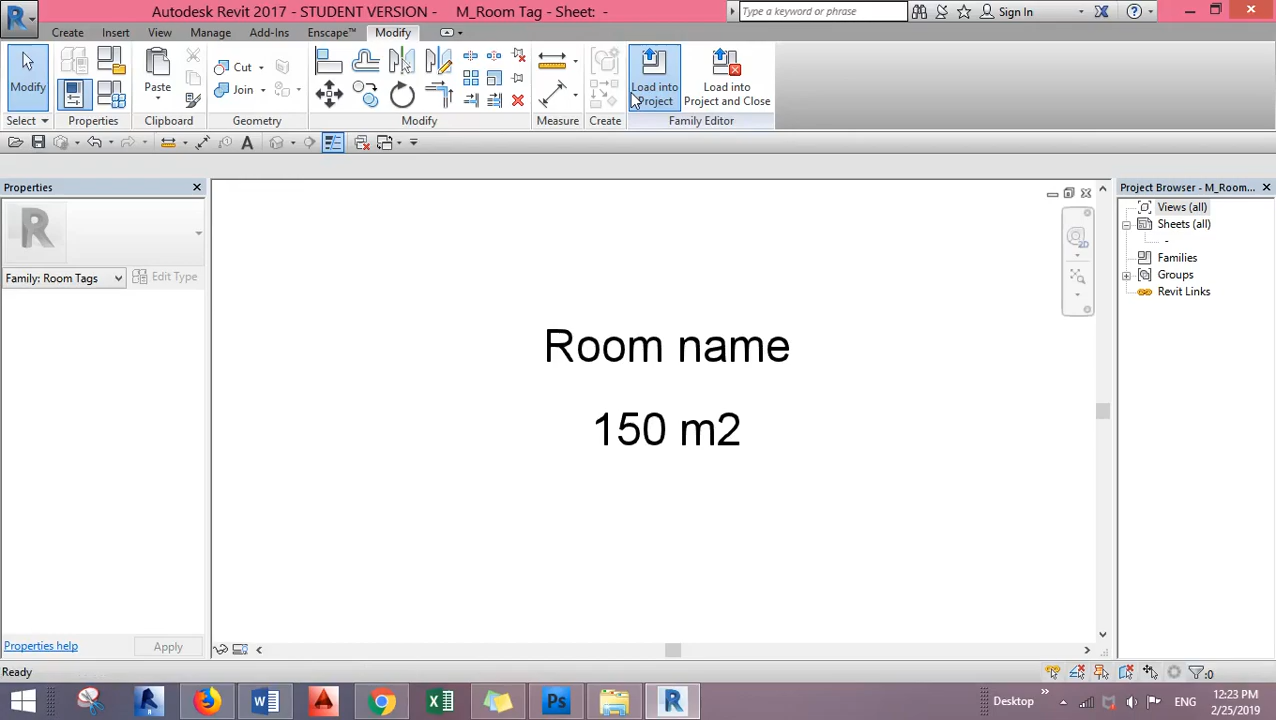 Autodesk Revit 2017 - STUDENT VERSION -    M_Room Tag - Sheet:  -
Type a keyword or phrase
Sign In
Create
Insert
View
Manage
Add-Ins
Enscape™
Modify
Modify
Paste
Cut
Join
Load into
Project
Load into
Project and Close
Select
Properties
Clipboard
Geometry
Modify
Measure
Create
Family Editor
Properties
Family: Room Tags
Edit Type
Properties help
Apply
Room name
150 m2
2D
Project Browser - M_Room...
Views (all)
Sheets (all)
-
Families
Groups
Revit Links
Ready
:0
Desktop
ENG
12:23 PM
2/25/2019